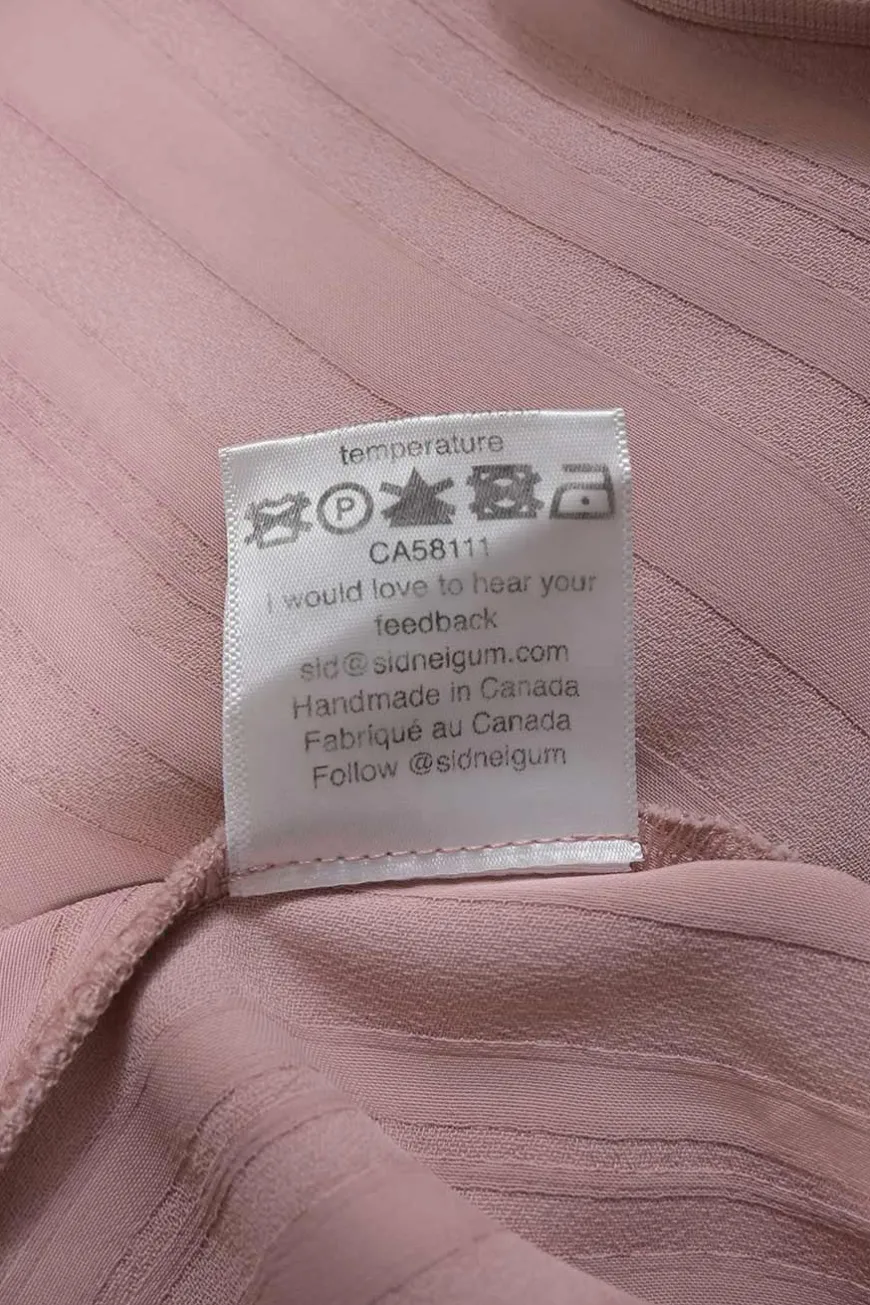 temperature
P
CA58111
I would love to hear your
feedback
sid@sidneigum.com
Handmade in Canada
Fabriqué au Canada
Follow @sidneigum